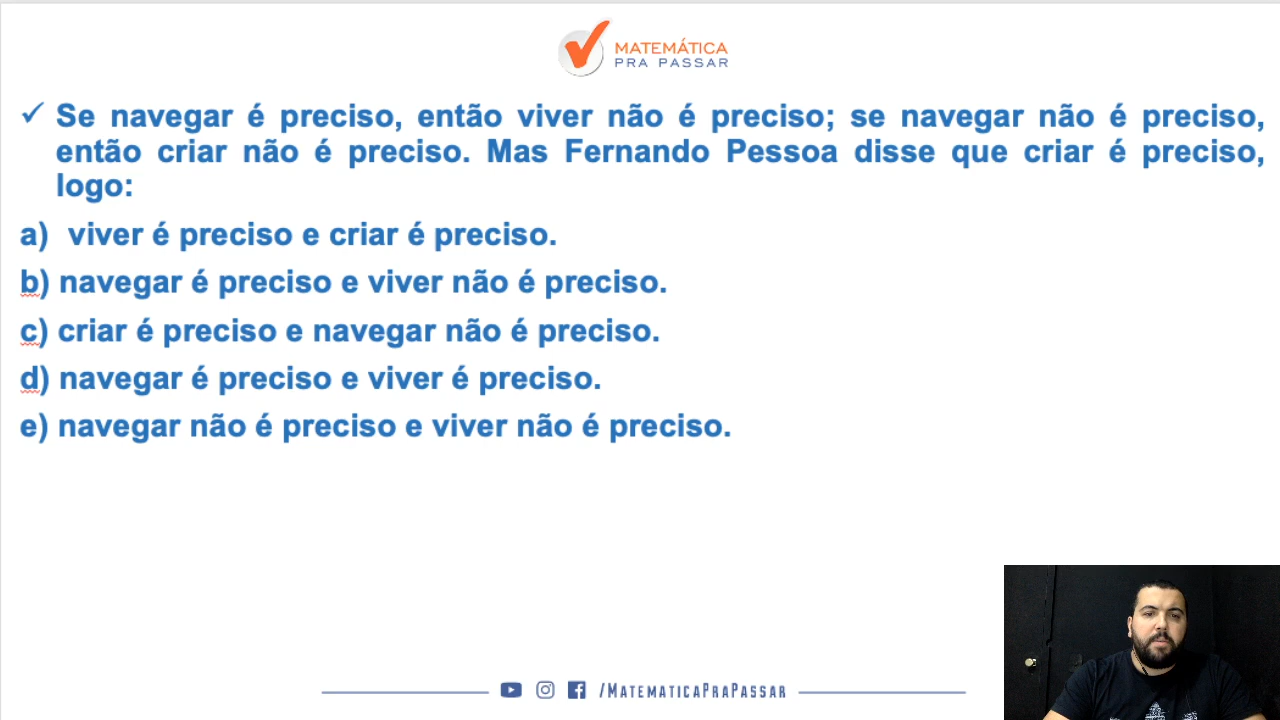 MATEMÁTICA
PRA PASSAR
✓ Se navegar é preciso, então viver não é preciso; se navegar não é preciso,
então criar não é preciso. Mas Fernando Pessoa disse que criar é preciso,
logo:
a) viver é preciso e criar é preciso.
b) navegar é preciso e viver não é preciso.
c) criar é preciso e navegar não é preciso.
d) navegar é preciso e viver é preciso.
e) navegar não é preciso e viver não é preciso.
/MATEMATICAPRAPASSAR